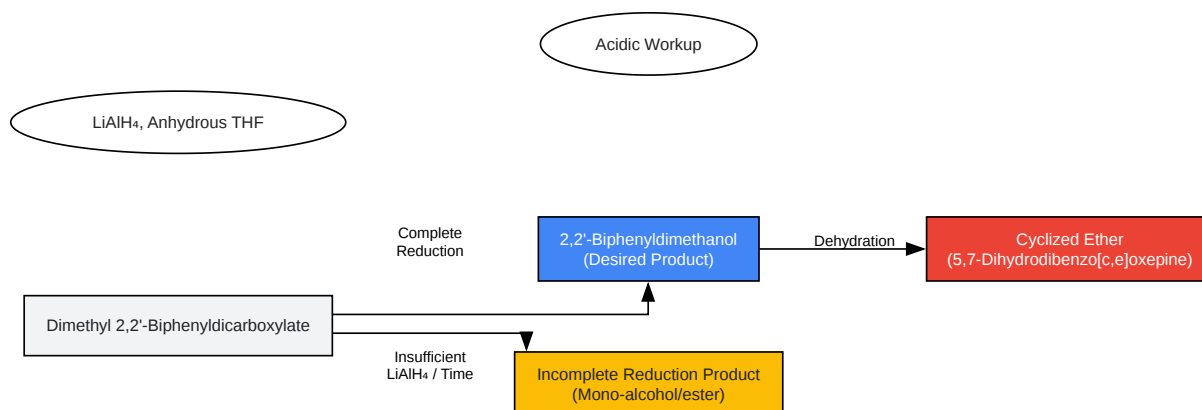 Acidic Workup
LiAlH₄, Anhydrous THF
Complete
Reduction
2,2'-Biphenyldimethanol
(Desired Product)
Dehydration
Cyclized Ether
(5,7-Dihydrodibenzo[c,e]oxepine)
Dimethyl 2,2'-Biphenyldicarboxylate
Insufficient
LiAlH₄ / Time
Incomplete Reduction Product
(Mono-alcohol/ester)